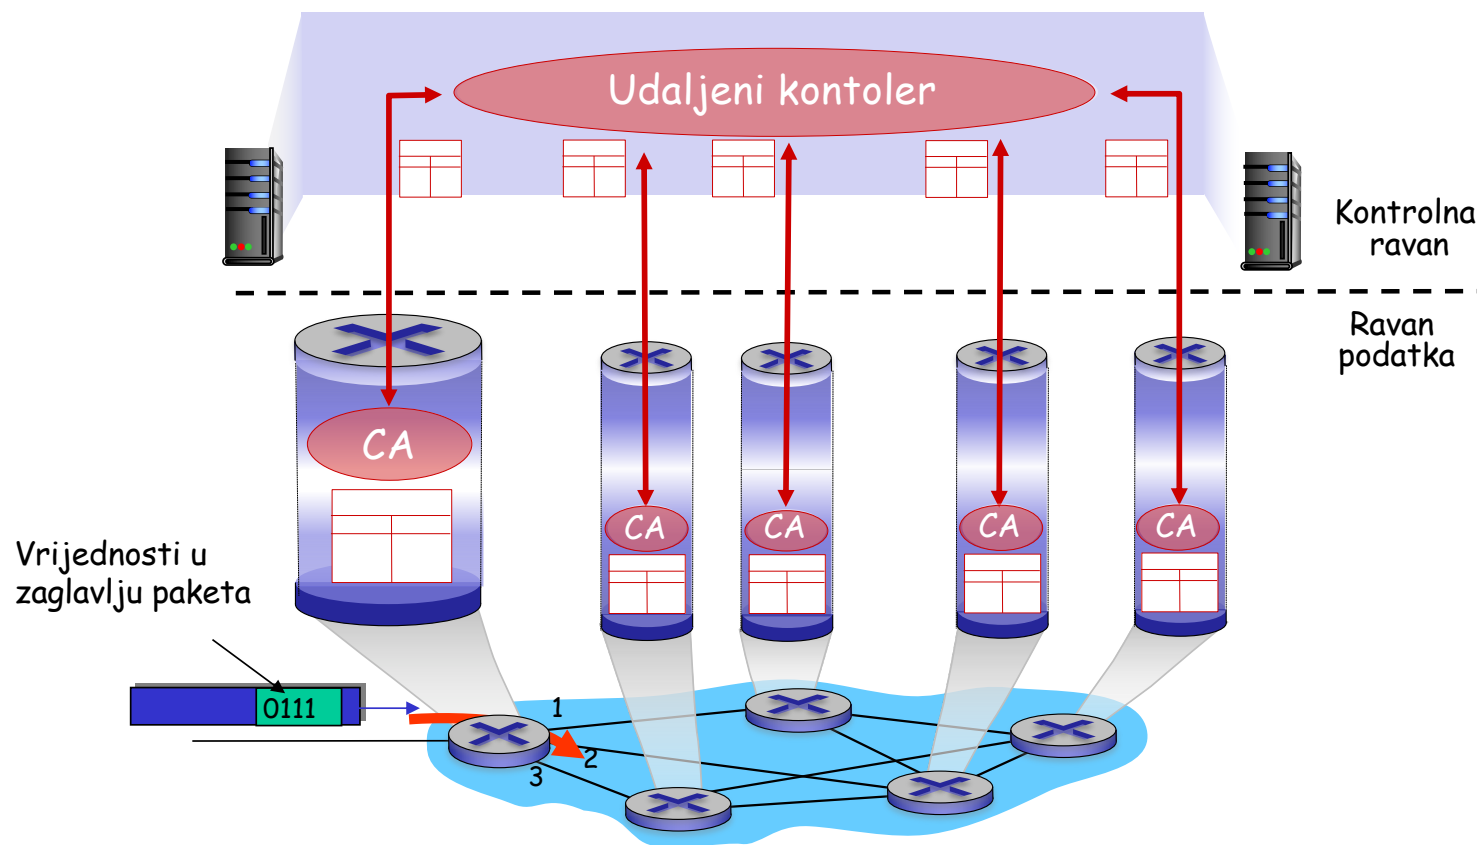 Udaljeni kontoler
Kontrolna
ravan
Ravan
podatka
CA
CA
CA
CA
CA
Vrijednosti u
zaglavlju paketa
0111
1
2
3